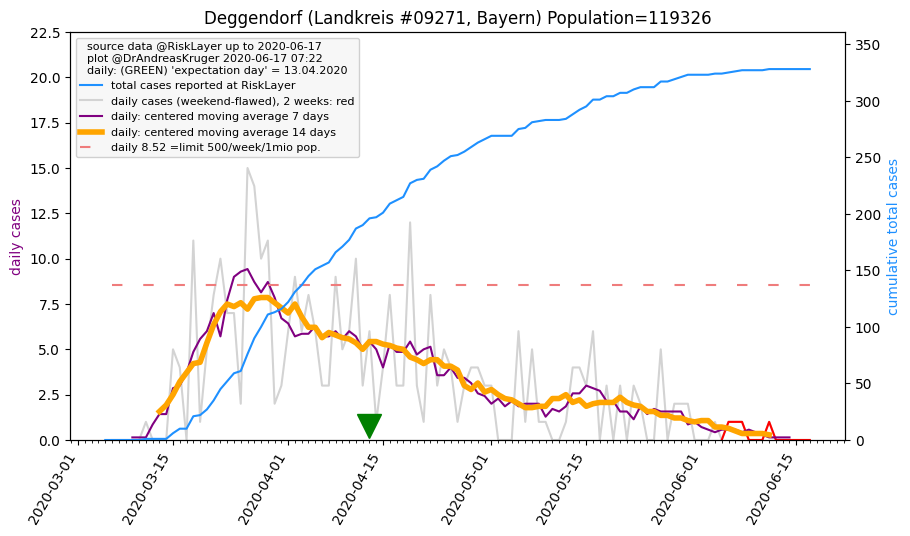 Deggendorf (Landkreis #09271, Bayern) Population=119326
source data @RiskLayer up to 2020-06-17
plot @DrAndreasKruger 2020-06-17 07:22
daily: (GREEN) 'expectation day' = 13.04.2020
total cases reported at RiskLayer
daily cases (weekend-flawed), 2 weeks: red
daily: centered moving average 7 days
daily: centered moving average 14 days
daily 8.52 =limit 500/week/1mio pop.
daily cases
22.5
20.0
17.5
15.0
12.5
10.0
7.5
5.0
2.5
0.0
cumulative total cases
350
300
250
200
150
100
50
0
2020-03-01
2020-03-15
2020-04-01
2020-04-15
2020-05-01
2020-05-15
2020-06-01
2020-06-15